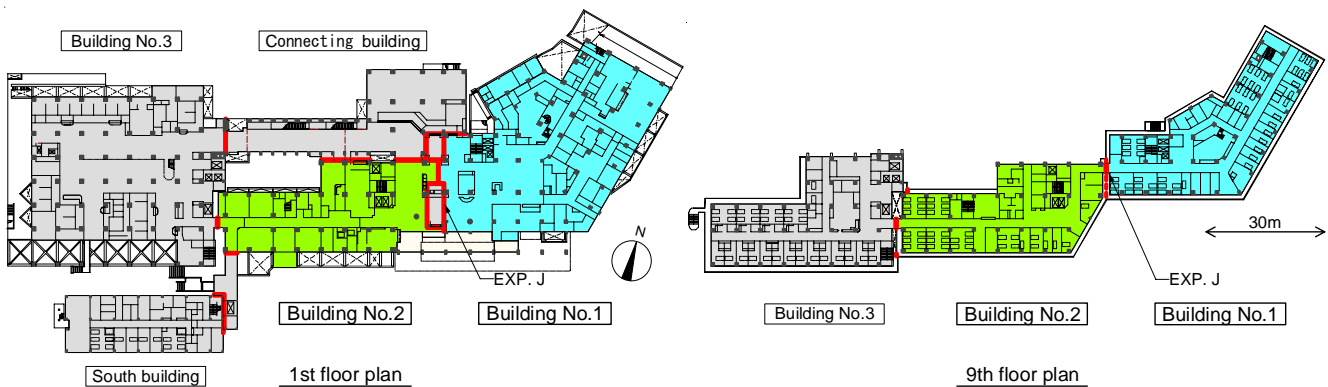 Building No.3
Connecting building
N
EXP. J
Building No.2
Building No.1
South building
1st floor plan
30m
EXP. J
Building No.3
Building No.2
Building No.1
9th floor plan